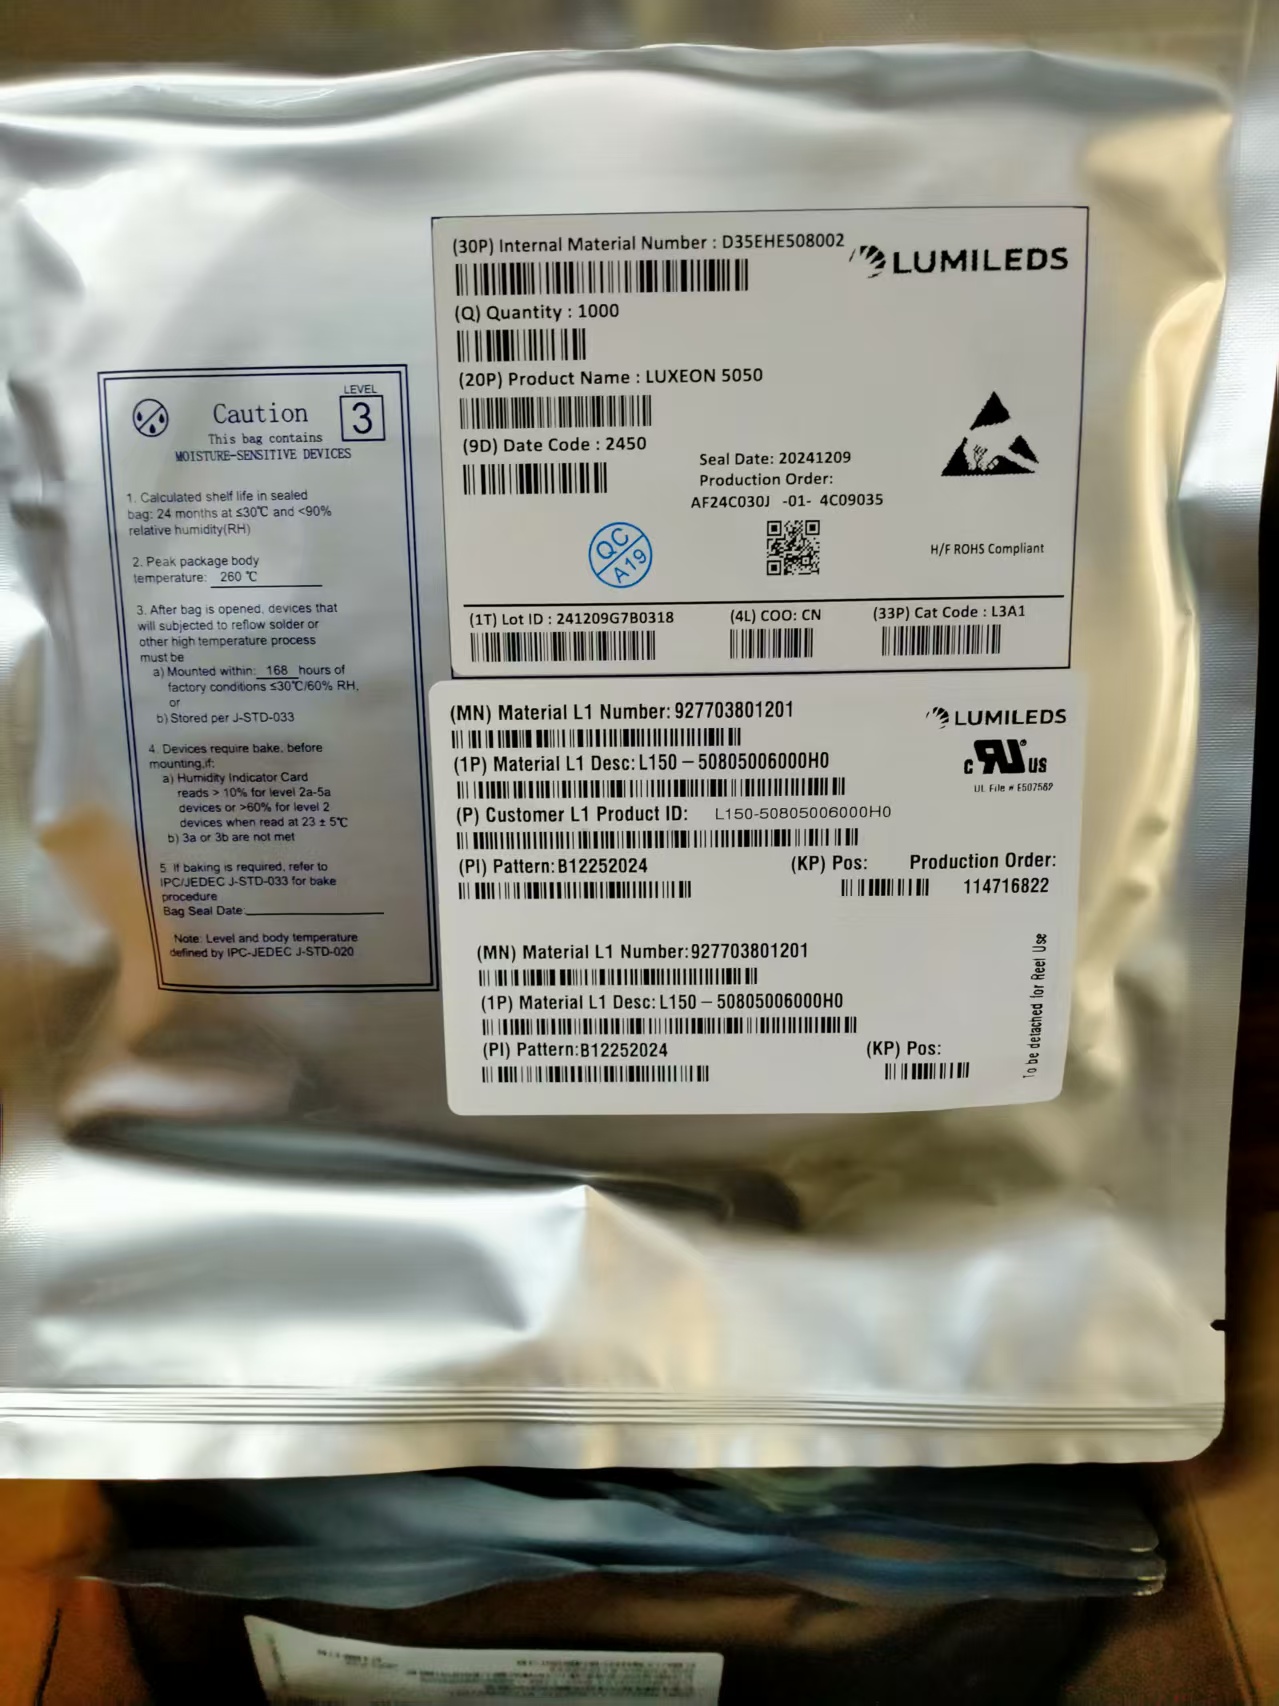 (30P) Internal Material Number : D35EHE508002
LUMILEDS
(Q) Quantity : 1000
(20P) Product Name : LUXEON 5050
(9D) Date Code : 2450
Seal Date: 20241209
Production Order:
AF24C030J -01- 4C09035
QC
A19
H/F ROHS Compliant
(1T) Lot ID : 241209G7B0318
(4L) COO: CN
(33P) Cat Code : L3A1
LEVEL
3
Caution
This bag contains
MOISTURE-SENSITIVE DEVICES
1. Calculated shelf life in sealed
bag: 24 months at ≤30℃ and <90%
relative humidity(RH)
2. Peak package body
temperature: 260 ℃
3. After bag is opened, devices that
will subjected to reflow solder or
other high temperature process
must be
a) Mounted within: 168 hours of
factory conditions ≤30℃/60% RH,
or
b) Stored per J-STD-033
4. Devices require bake, before
mounting,if:
a) Humidity Indicator Card
reads > 10% for level 2a-5a
devices or >60% for level 2
devices when read at 23 ± 5℃
b) 3a or 3b are not met
5. If baking is required, refer to
IPC/JEDEC J-STD-033 for bake
procedure
Bag Seal Date:
Note: Level and body temperature
defined by IPC-JEDEC J-STD-020
(MN) Material L1 Number: 927703801201
LUMILEDS
(1P) Material L1 Desc: L150 – 50805006000H0
c RU US
UL File # E507562
(P) Customer L1 Product ID: L150-50805006000H0
(PI) Pattern: B12252024
(KP) Pos:
Production Order:
114716822
(MN) Material L1 Number: 927703801201
(1P) Material L1 Desc: L150 – 50805006000H0
(PI) Pattern:B12252024
(KP) Pos:
To be detached for Reel Use